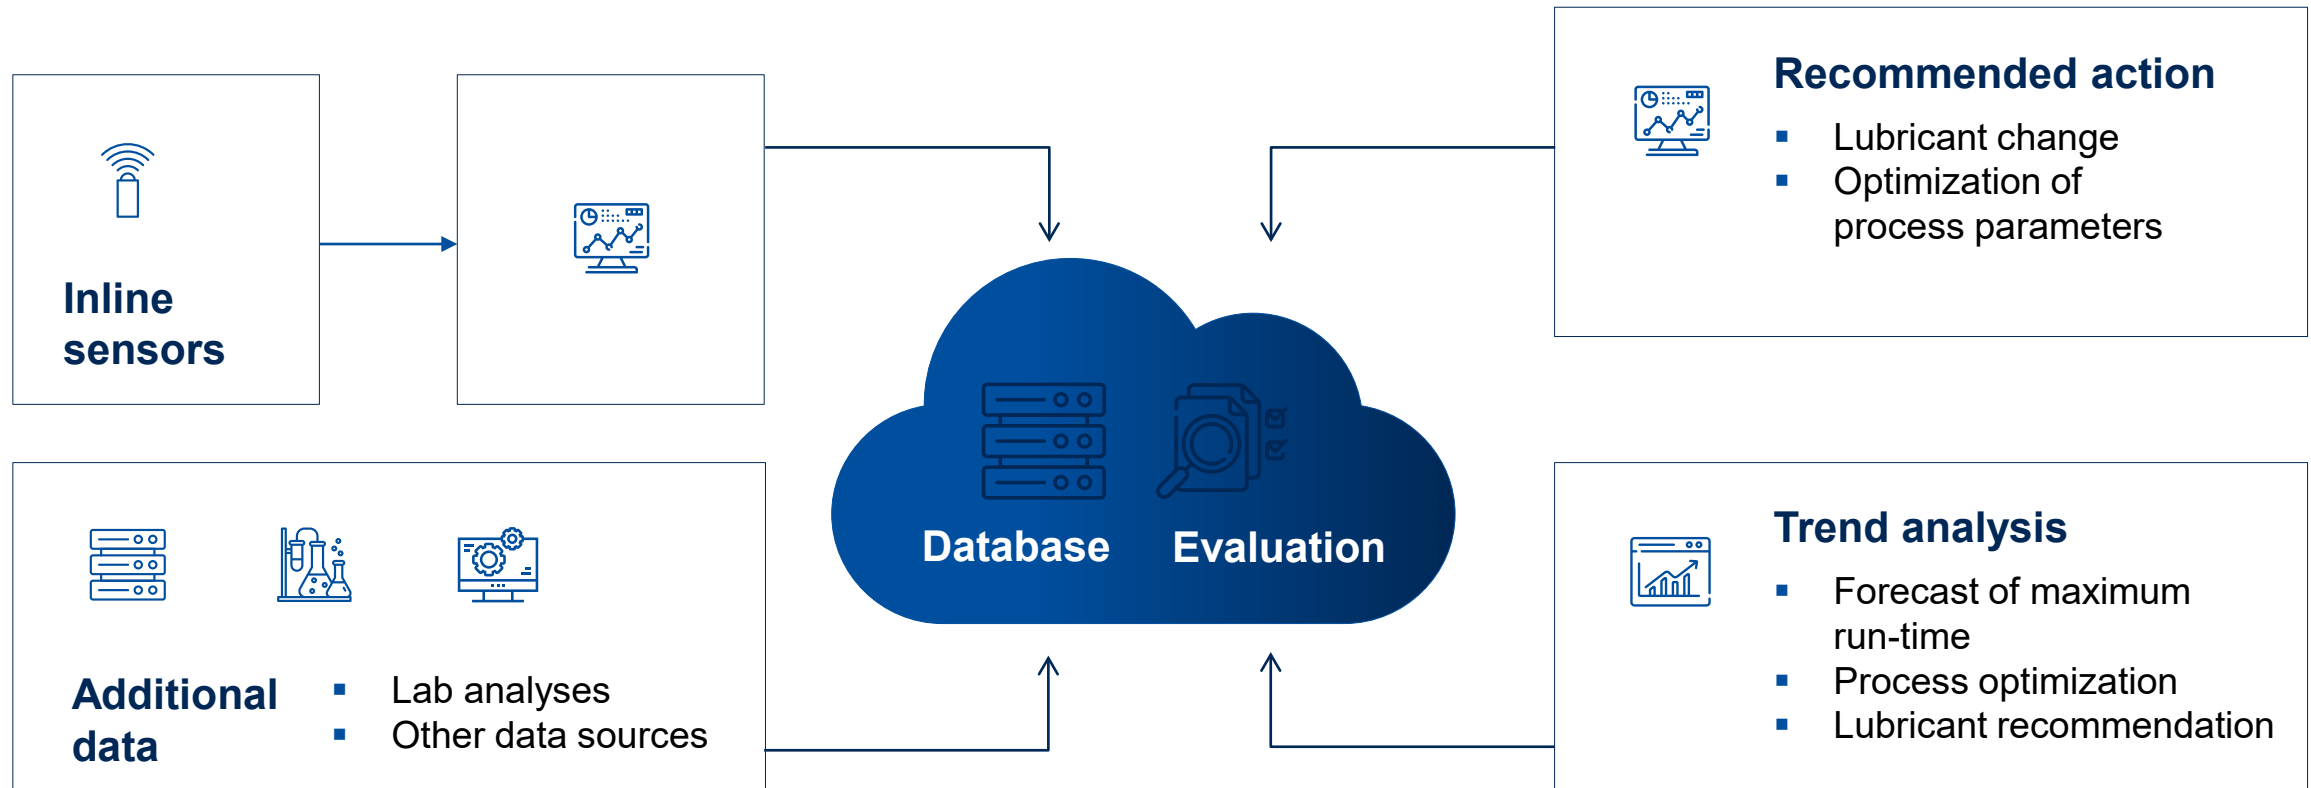 Inline
sensors
Additional
data
▪ Lab analyses
▪ Other data sources
Database
Evaluation
Recommended action
▪ Lubricant change
▪ Optimization of
process parameters
Trend analysis
▪ Forecast of maximum
run-time
▪ Process optimization
▪ Lubricant recommendation